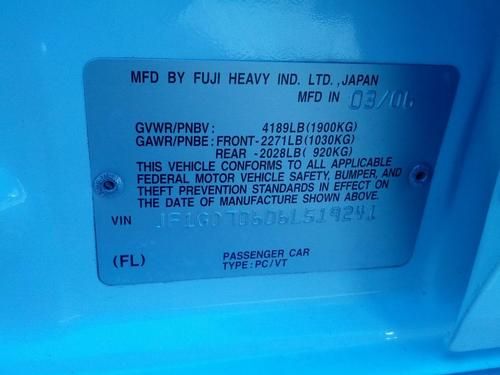 MFD BY FUJI HEAVY IND. LTD.,JAPAN
MFD IN 03/06
GVWR/PNBV: 4189LB(1900KG)
GAWR/PNBE: FRONT-2271LB(1030KG)
REAR -2028LB( 920KG)
THIS VEHICLE CONFORMS TO ALL APPLICABLE
FEDERAL MOTOR VEHICLE SAFETY, BUMPER, AND
THEFT PREVENTION STANDARDS IN EFFECT ON
THE DATE OF MANUFACTURE SHOWN ABOVE.
VIN JF1GD70606L519241
(FL) PASSENGER CAR
TYPE:PC/VT